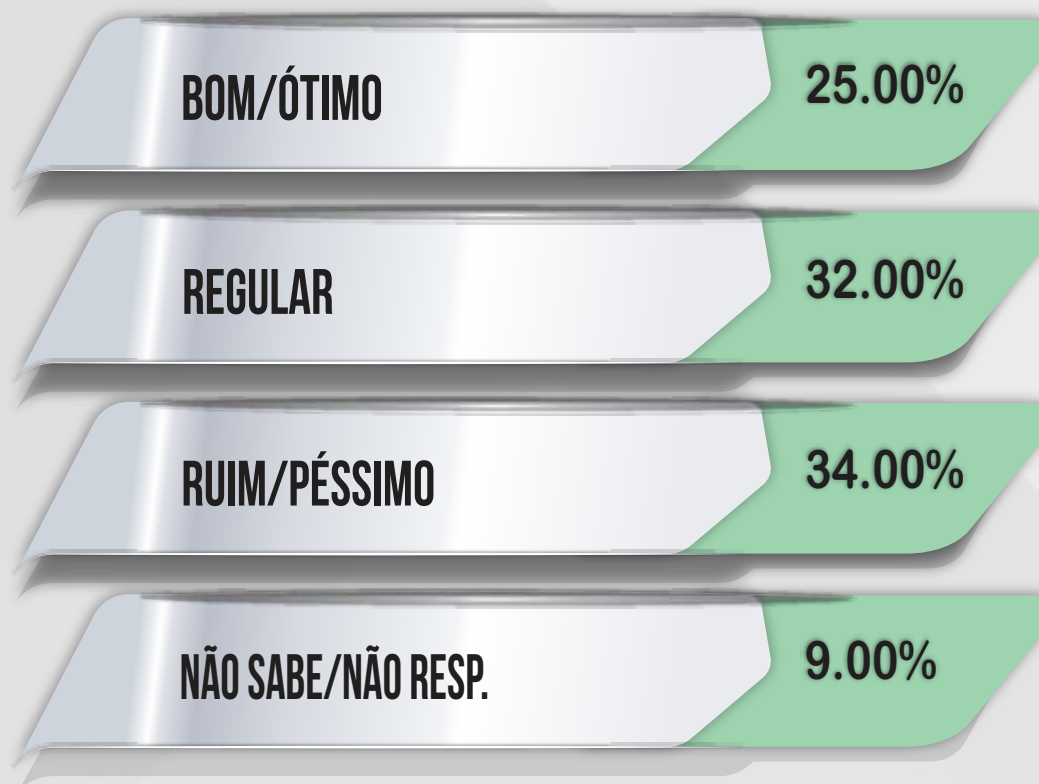 BOM/ÓTIMO 25.00%
REGULAR 32.00%
RUIM/PÉSSIMO 34.00%
NÃO SABE/NÃO RESP. 9.00%